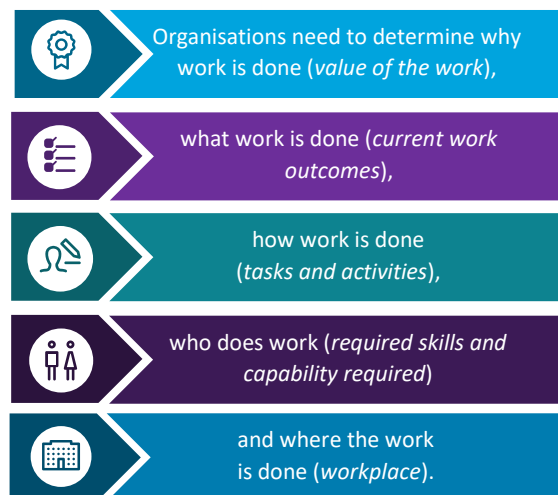 Organisations need to determine why
work is done (value of the work),
what work is done (current work
outcomes),
how work is done
(tasks and activities),
who does work (required skills and
capability required)
and where the work
is done (workplace).